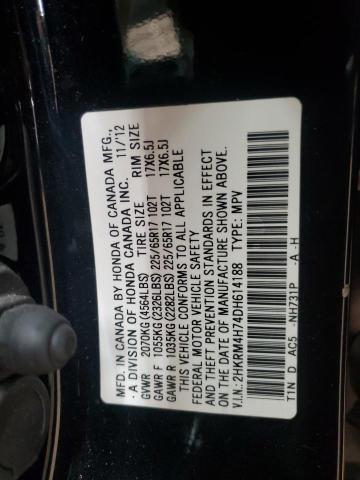 MFD. IN CANADA BY HONDA OF CANADA MFG.,
·A DIVISION OF HONDA CANADA INC. 11/12
GVWR 2070KG(4564LBS) TIRE SIZE RIM SIZE
GAWR F 1055KG(2326LBS)225/65R17 102T 17X6.5J
GAWR R 1035KG(2282LBS)225/65R17 102T 17X6.5J
THIS VEHICLE CONFORMS TO ALL APPLICABLE
FEDERAL MOTOR VEHICLE SAFETY
AND THEFT PREVENTION STANDARDS IN EFFECT
ON THE DATE OF MANUFACTURE SHOWN ABOVE.
V.I.N.:2HKRM4H74DH614188 TYPE: MPV
TIN D AC5 -NH731P -A -H